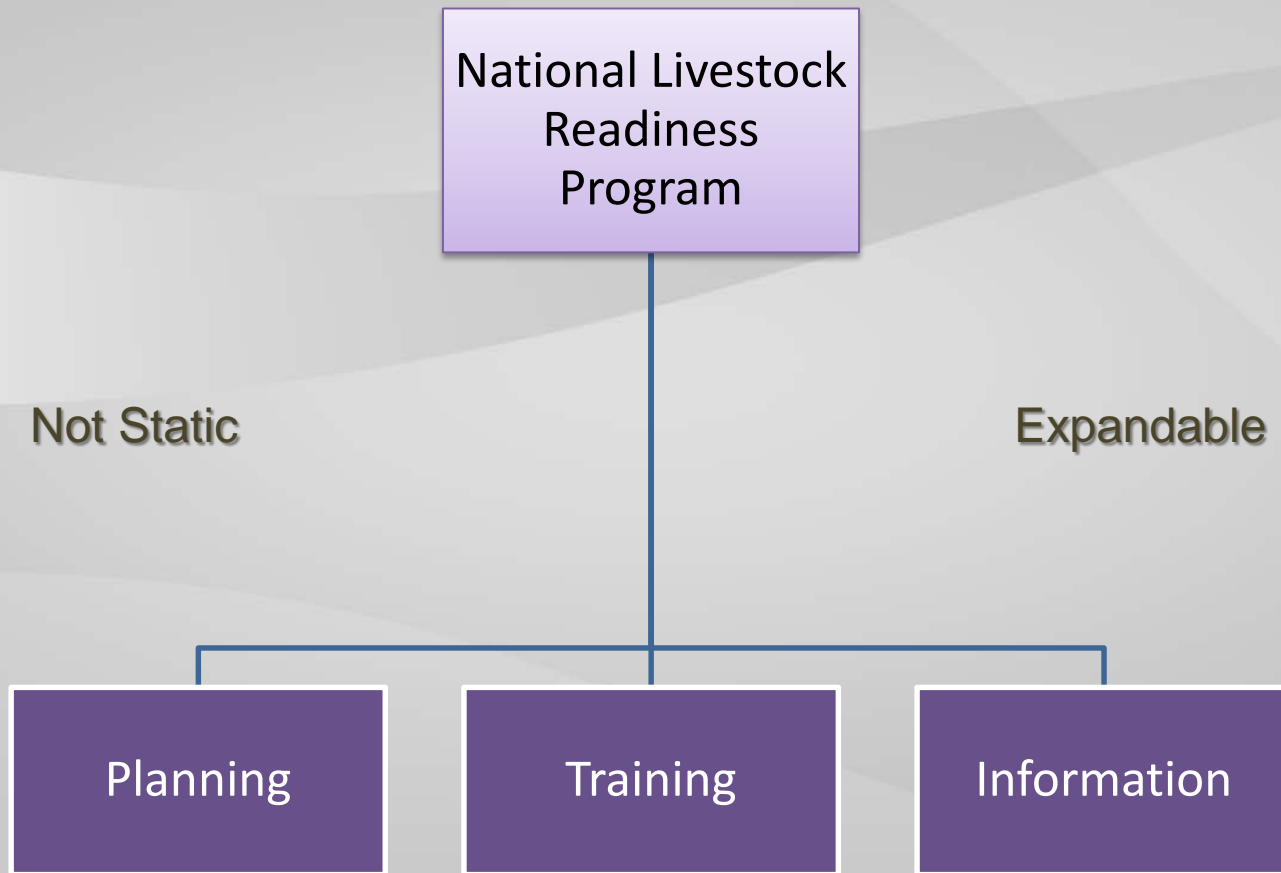 National Livestock
Readiness
Program
Not Static
Expandable
Planning
Training
Information